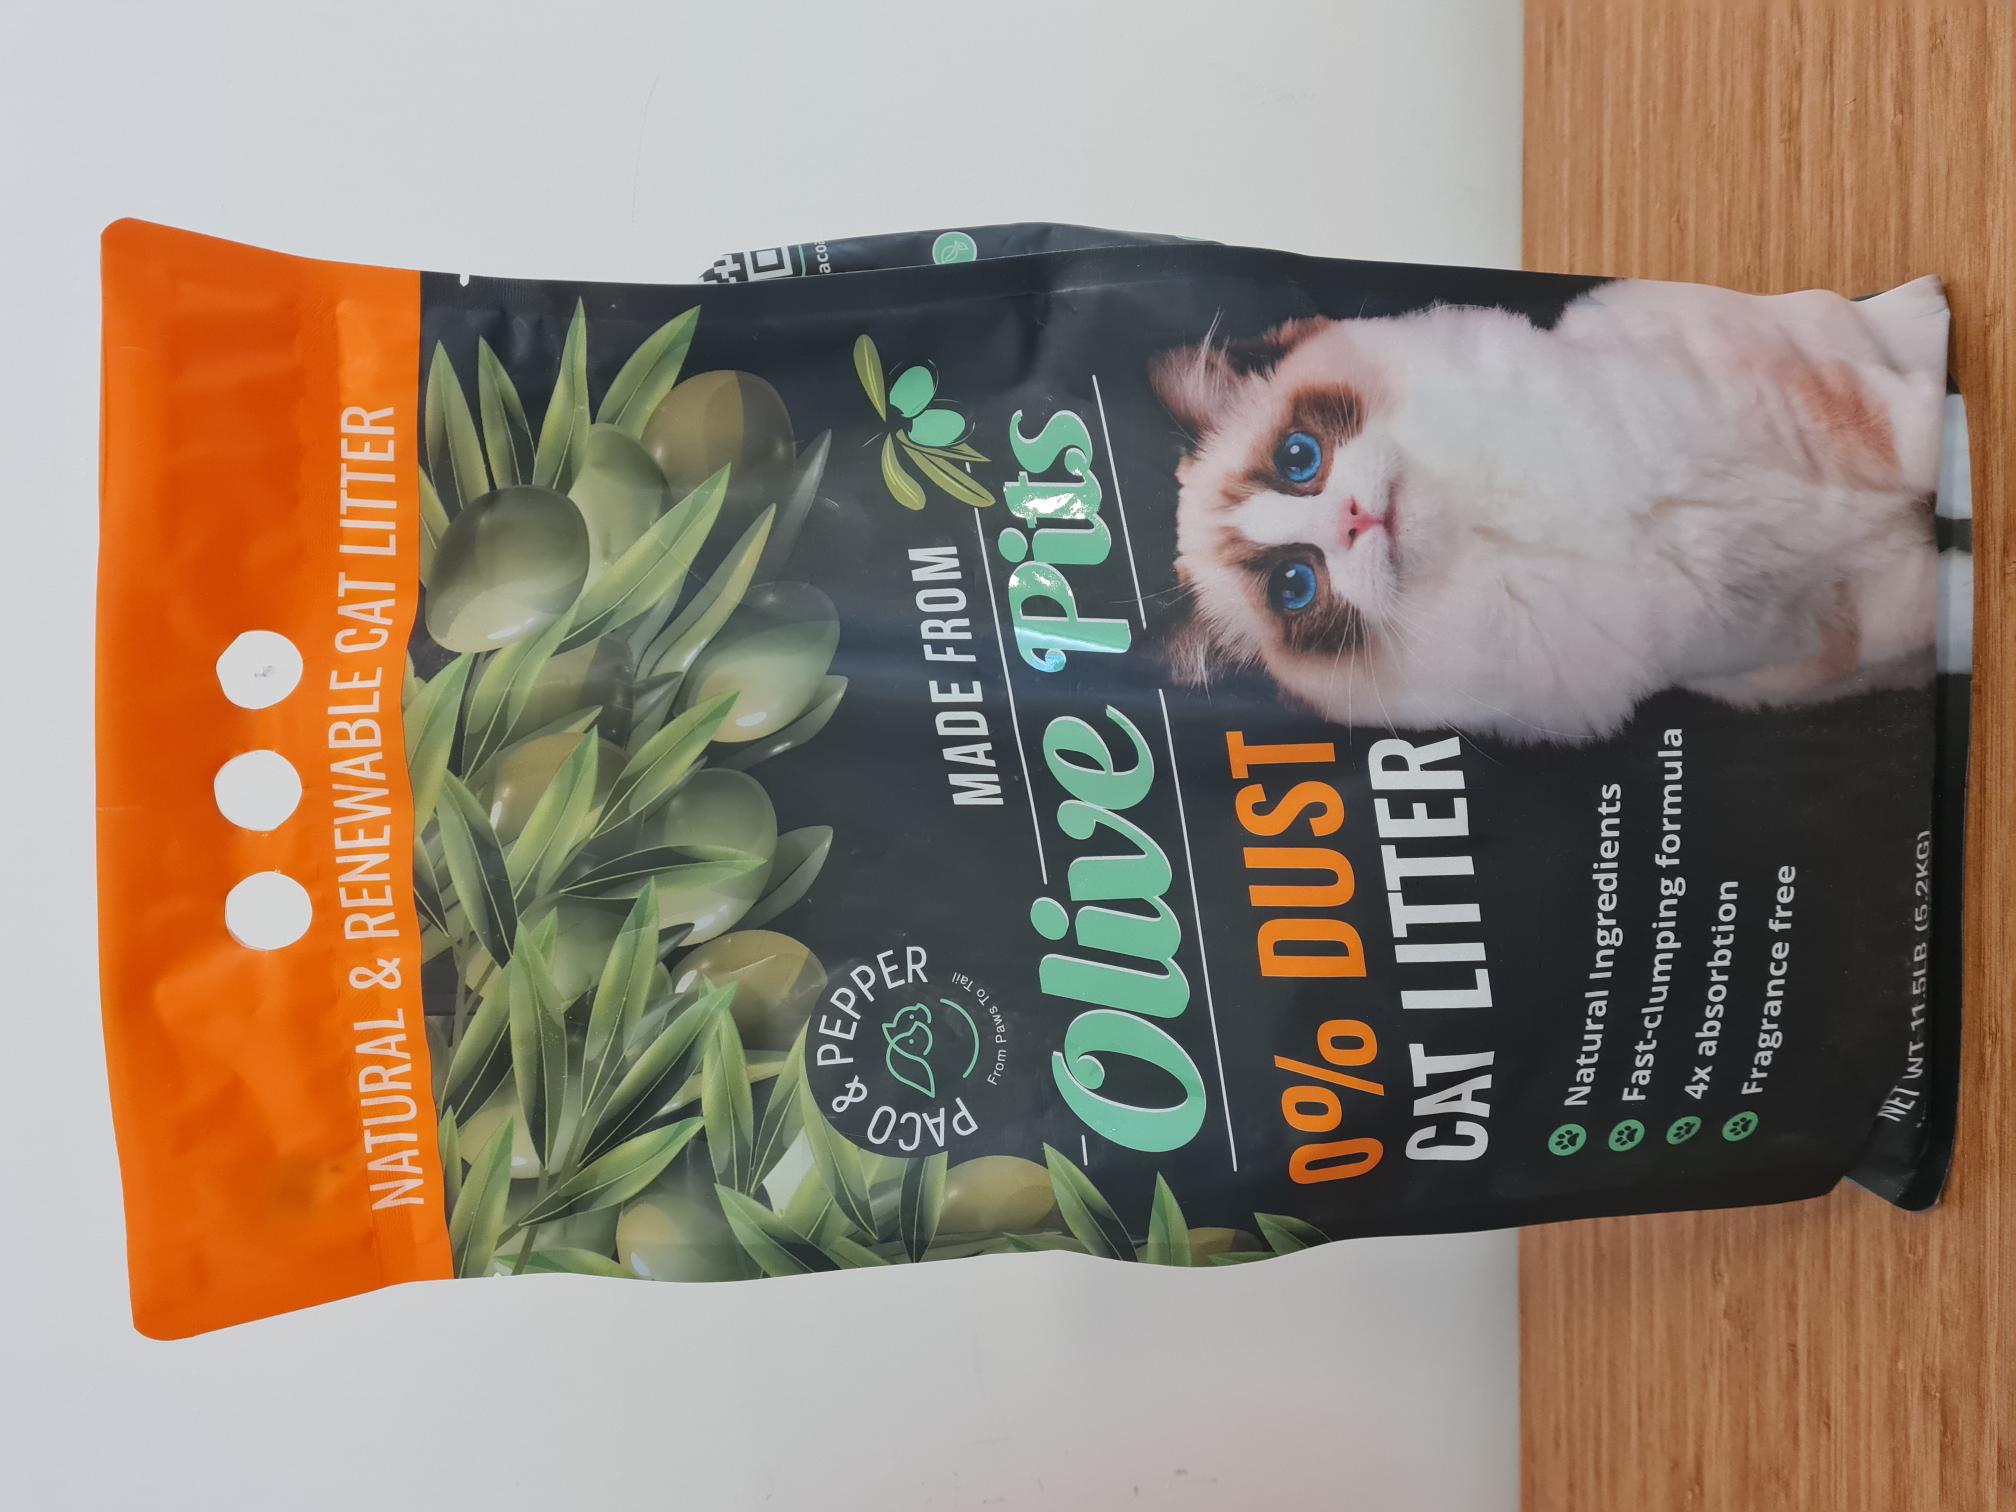 NATURAL & RENEWABLE CAT LITTER
PACO & PEPPER
From Paws To Tail
MADE FROM
Olive Pits
0% DUST
CAT LITTER
Natural Ingredients
Fast-clumping formula
4x absorbtion
Fragrance free
NET WT 11.5LB (5.2KG)